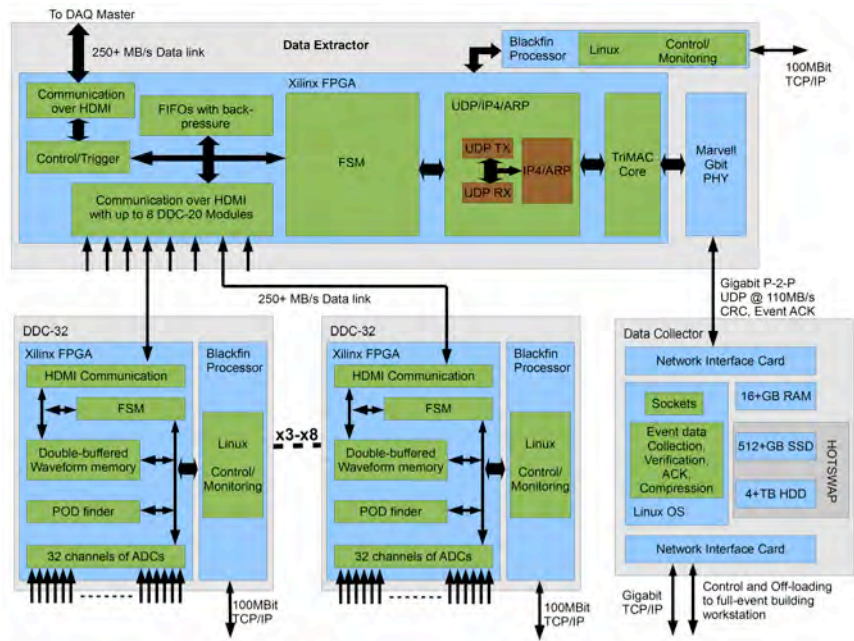 To DAQ Master
250+ MB/s Data link
Data Extractor
Blackfin
Processor
Linux
Control/
Monitoring
100MBit
TCP/IP
Xilinx FPGA
Communication
over HDMI
FIFOs with back-
pressure
Control/Trigger
Communication over HDMI
with up to 8 DDC-20 Modules
FSM
UDP/IP4/ARP
UDP TX
IP4/ARP
UDP RX
TriMAC
Core
Marvell
Gbit
PHY
250+ MB/s Data link
Gigabit P-2-P
UDP @ 110MB/s
CRC, Event ACK
DDC-32
Xilinx FPGA
HDMI Communication
FSM
Double-buffered
Waveform memory
POD finder
32 channels of ADCs
Blackfin
Processor
Linux
Control/
Monitoring
100MBit
TCP/IP
x3-x8
DDC-32
Xilinx FPGA
HDMI Communication
FSM
Double-buffered
Waveform memory
POD finder
32 channels of ADCs
Blackfin
Processor
Linux
Control/
Monitoring
100MBit
TCP/IP
Data Collector
Network Interface Card
Sockets
Event data
Collection,
Verification,
ACK,
Compression
Linux OS
16+GB RAM
512+GB SSD
4+TB HDD
HOTSWAP
Network Interface Card
Gigabit
TCP/IP
Control and Off-loading
to full-event building
workstation